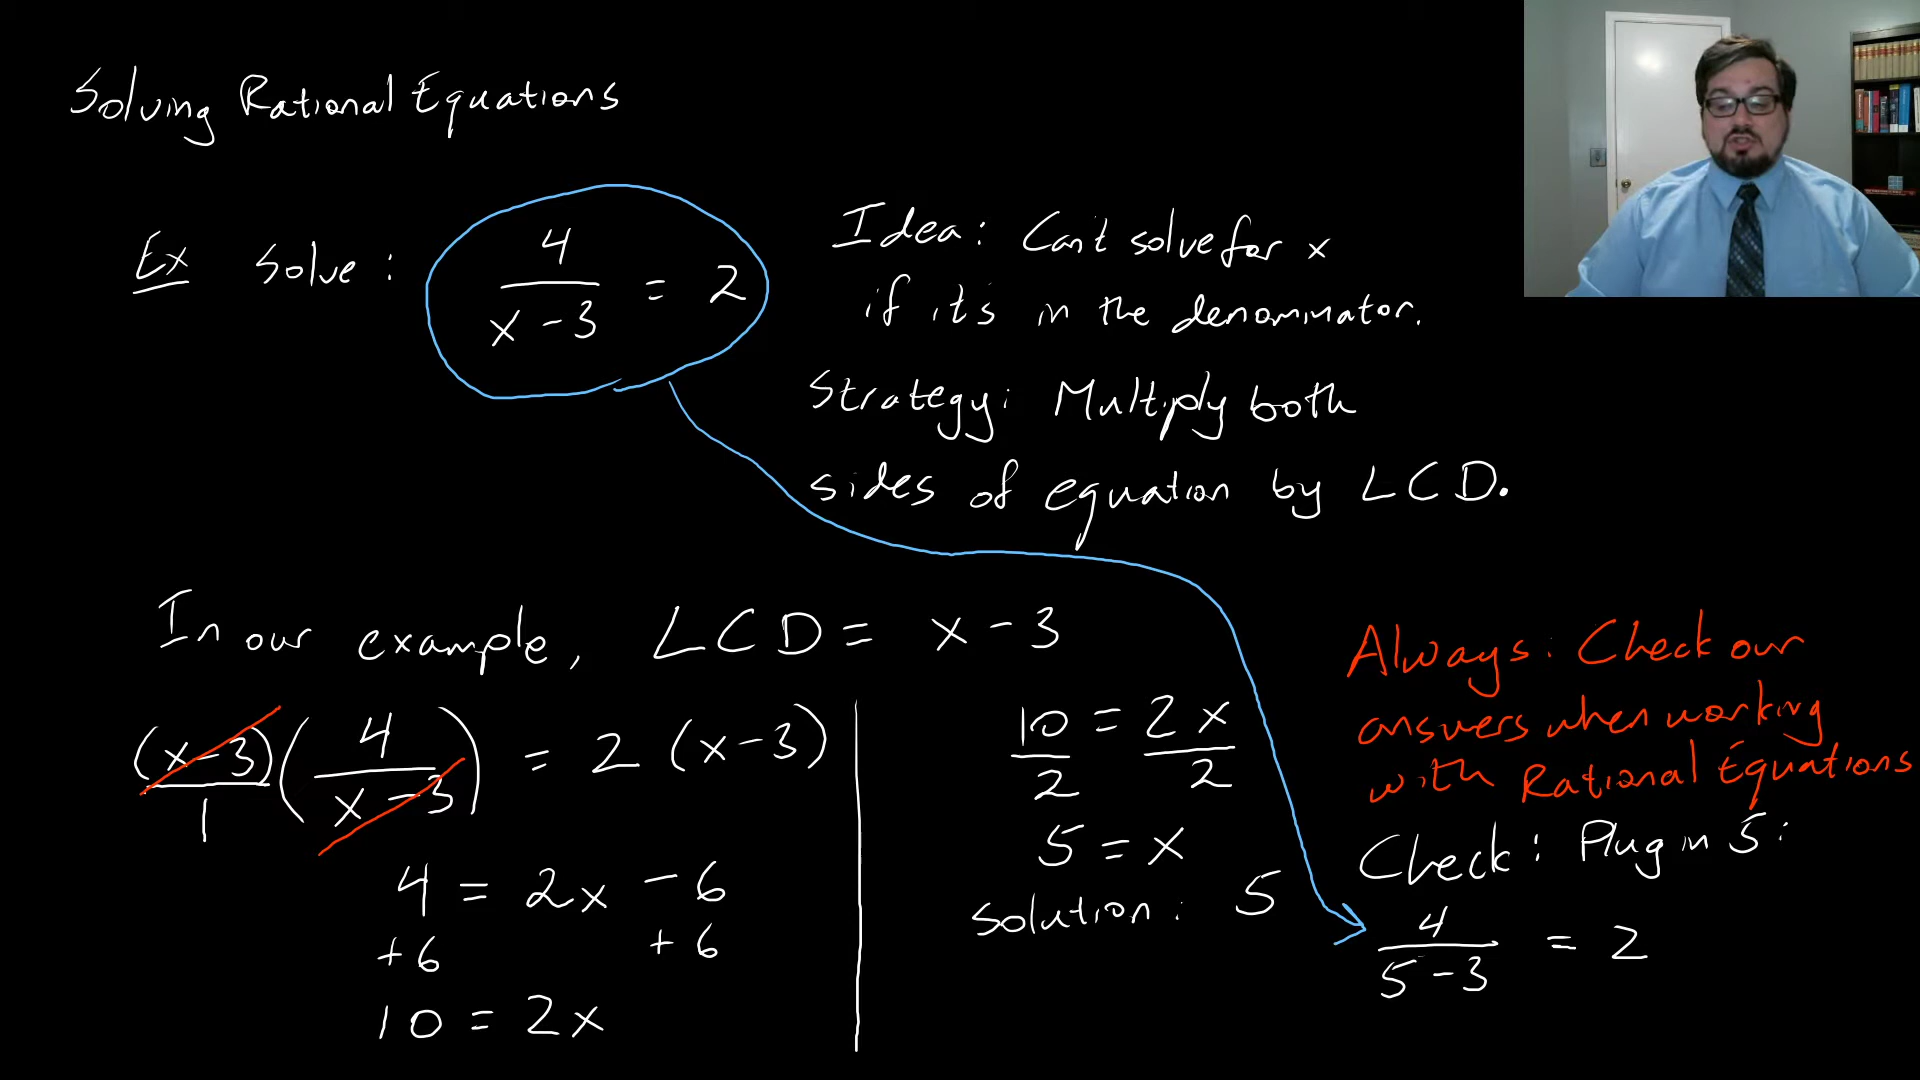 Solving Rational Equations
Ex Solve: 4/(x-3) = 2
Idea: Can't solve for x
if it's in the denominator.
Strategy: Multiply both
sides of equation by LCD.
In our example, LCD = x-3
(x-3)/1 (4/(x-3)) = 2 (x-3)
4 = 2x - 6
+6 +6
10 = 2x
10/2 = 2x/2
5 = x
Solution: 5
Always: Check our
answers when working
with Rational Equations
Check: Plug in 5:
4/(5-3) = 2